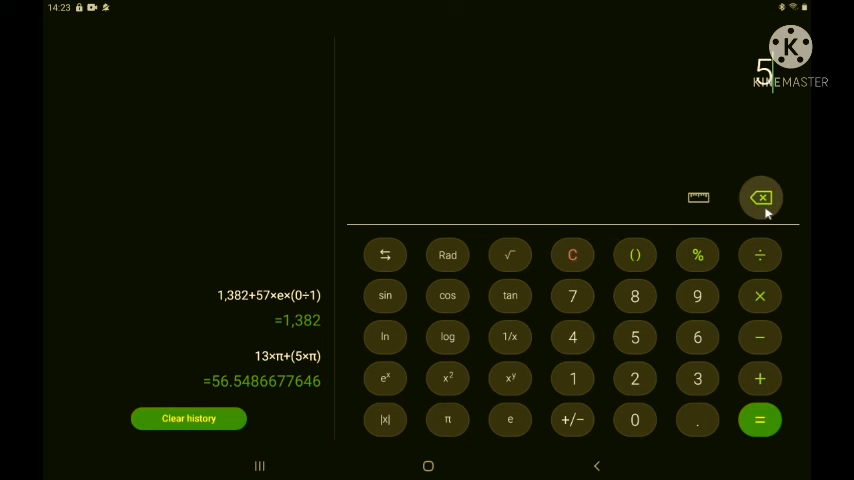 14:23
5
K
KINEMASTER
1,382+57×e×(0÷1)
=1,382
13×π+(5×π)
=56.5486677646
Clear history
⇆ Rad √ C () % ÷
sin cos tan 7 8 9 ×
ln log 1/x 4 5 6 −
eˣ x² xʸ 1 2 3 +
|x| π e +/− 0 . =